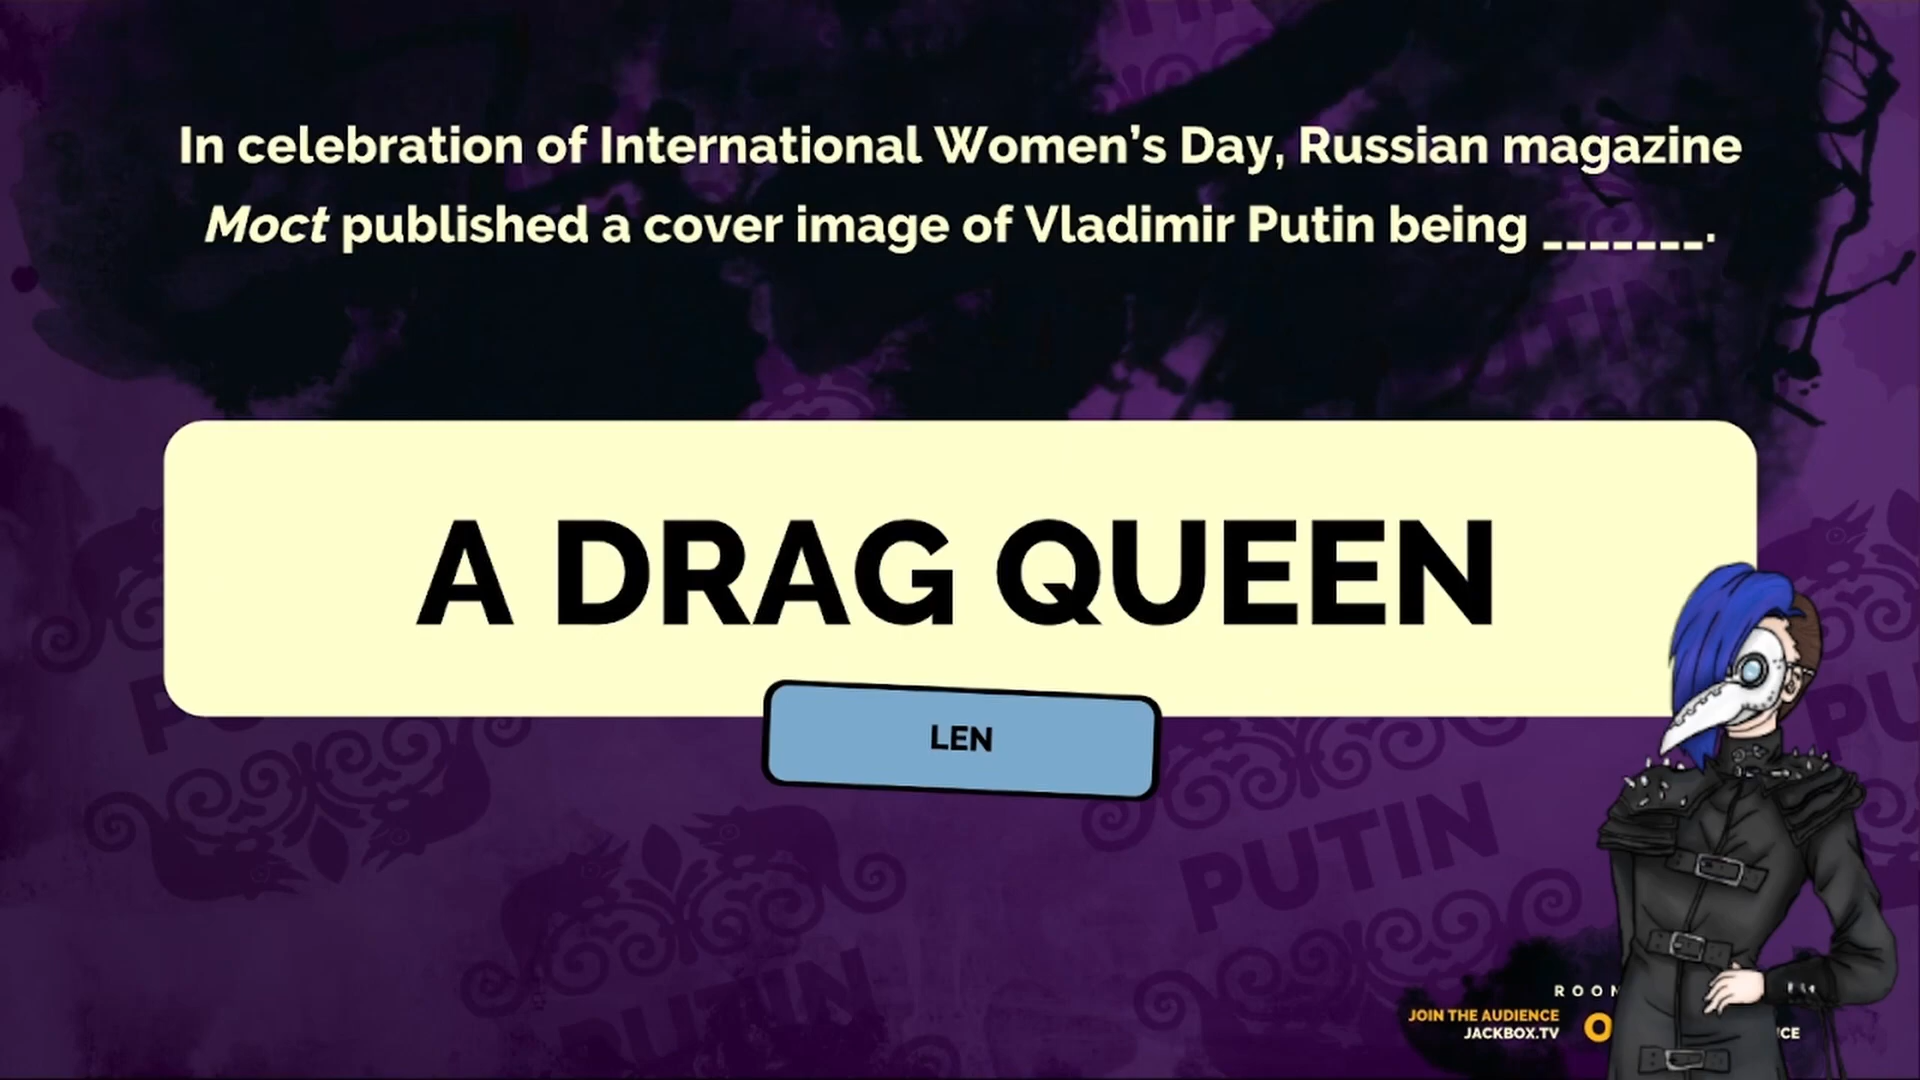 In celebration of International Women’s Day, Russian magazine
Moct published a cover image of Vladimir Putin being _______.
A DRAG QUEEN
LEN
PUTIN
PUTIN
JOIN THE AUDIENCE
JACKBOX.TV